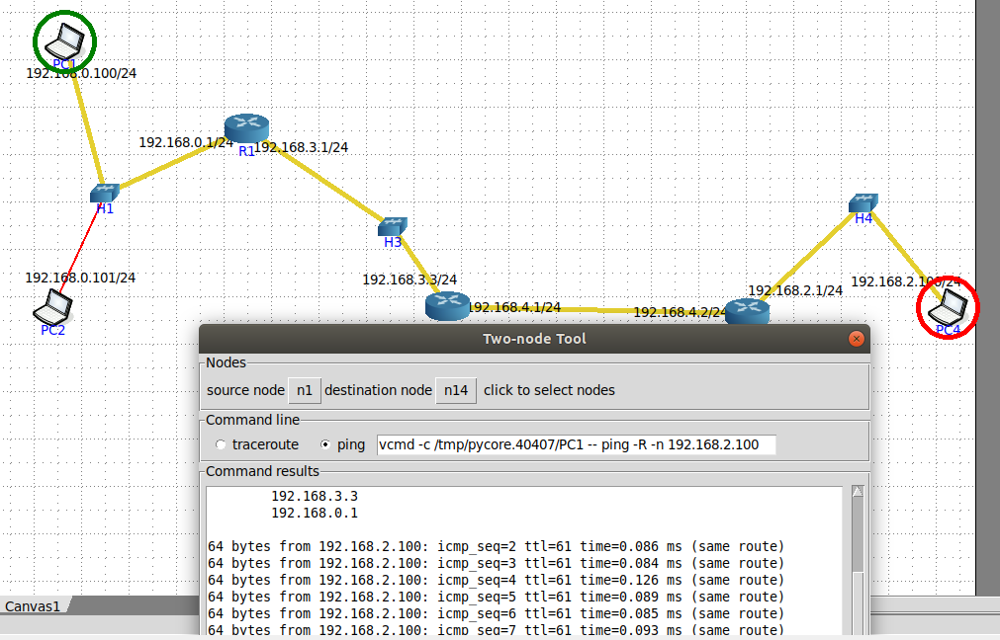 PC1
192.168.0.100/24
192.168.0.1/24
R1
192.168.3.1/24
H1
H3
H4
192.168.0.101/24
PC2
192.168.3.3/24
192.168.4.1/24
192.168.4.2/24
192.168.2.1/24
192.168.2.100/24
PC4
Two-node Tool
Nodes
source node n1 destination node n14 click to select nodes
Command line
traceroute ping vcmd -c /tmp/pycore.40407/PC1 -- ping -R -n 192.168.2.100
Command results
192.168.3.3
192.168.0.1
64 bytes from 192.168.2.100: icmp_seq=2 ttl=61 time=0.086 ms (same route)
64 bytes from 192.168.2.100: icmp_seq=3 ttl=61 time=0.084 ms (same route)
64 bytes from 192.168.2.100: icmp_seq=4 ttl=61 time=0.126 ms (same route)
64 bytes from 192.168.2.100: icmp_seq=5 ttl=61 time=0.089 ms (same route)
64 bytes from 192.168.2.100: icmp_seq=6 ttl=61 time=0.085 ms (same route)
64 bytes from 192.168.2.100: icmp_seq=7 ttl=61 time=0.093 ms (same route)
Canvas1